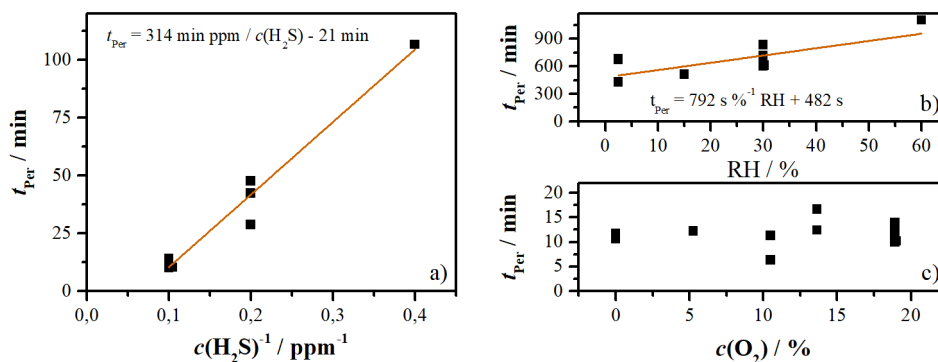 t_Per = 314 min ppm / c(H₂S) - 21 min
100
75
50
25
0
t_Per / min
a)
0,0 0,1 0,2 0,3 0,4
c(H₂S)⁻¹ / ppm⁻¹
900
600
300
0
t_Per / min
t_Per = 792 s %⁻¹ RH + 482 s
b)
0 10 20 30 40 50 60
RH / %
20
15
10
5
0
t_Per / min
c)
0 5 10 15 20
c(O₂) / %